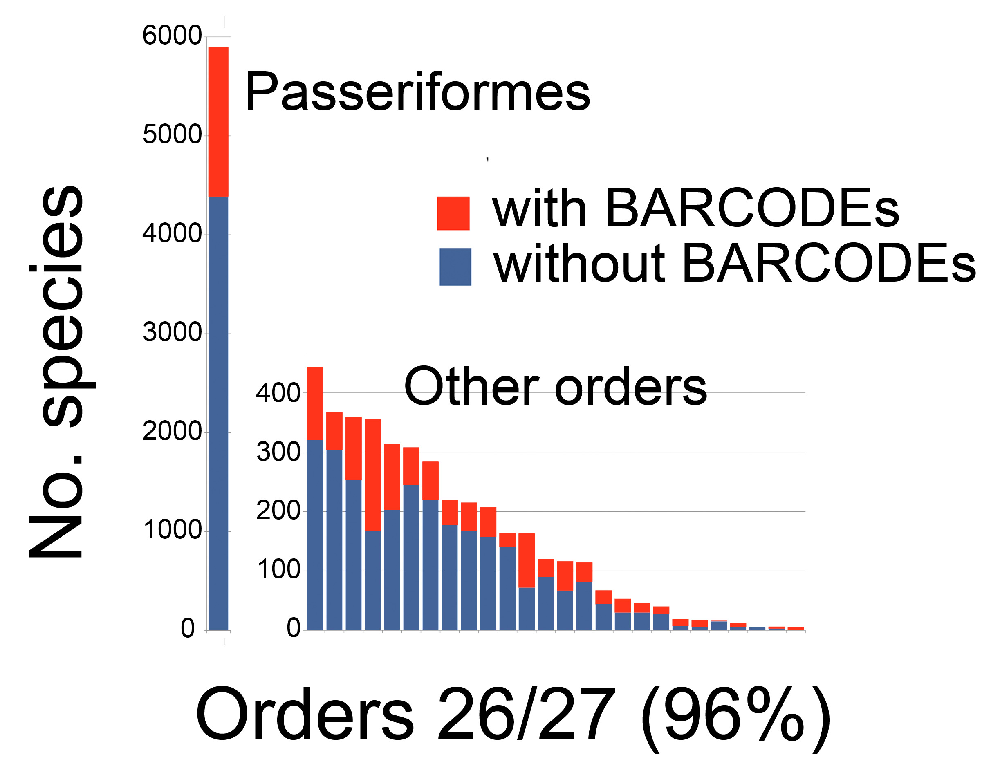 No. species
6000
5000
4000
3000
2000
1000
0
Passeriformes
with BARCODEs
without BARCODEs
Other orders
400
300
200
100
0
Orders 26/27 (96%)